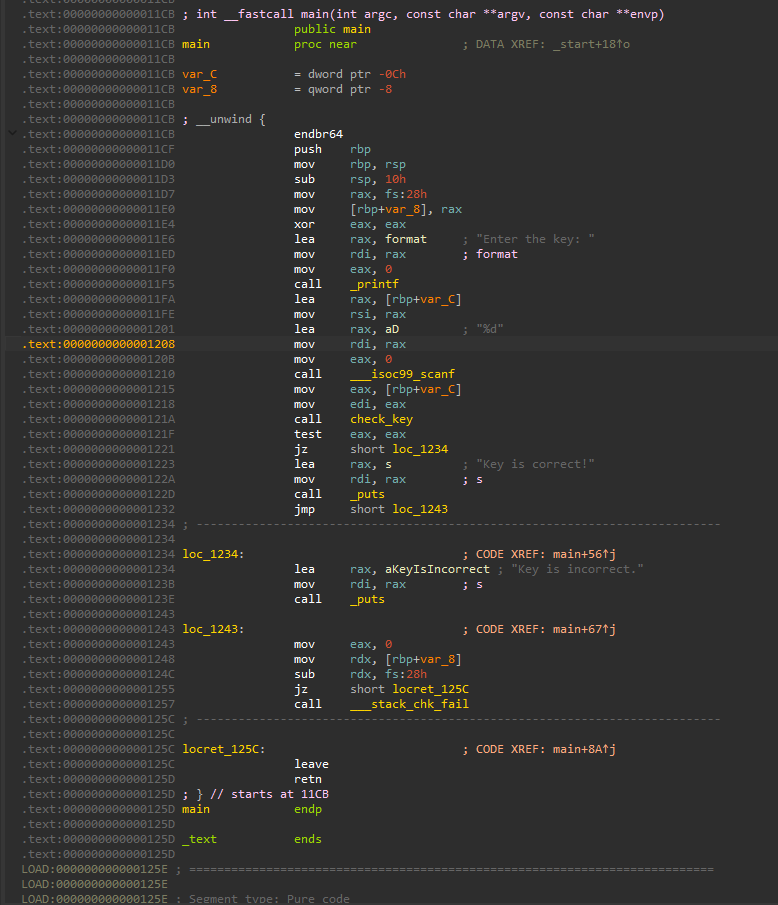 .text:00000000000011CB
.text:00000000000011CB ; int __fastcall main(int argc, const char **argv, const char **envp)
.text:00000000000011CB public main
.text:00000000000011CB main proc near ; DATA XREF: _start+18↑o
.text:00000000000011CB
.text:00000000000011CB var_C = dword ptr -0Ch
.text:00000000000011CB var_8 = qword ptr -8
.text:00000000000011CB
.text:00000000000011CB ; __unwind {
.text:00000000000011CB endbr64
.text:00000000000011CF push rbp
.text:00000000000011D0 mov rbp, rsp
.text:00000000000011D3 sub rsp, 10h
.text:00000000000011D7 mov rax, fs:28h
.text:00000000000011E0 mov [rbp+var_8], rax
.text:00000000000011E4 xor eax, eax
.text:00000000000011E6 lea rax, format ; "Enter the key: "
.text:00000000000011ED mov rdi, rax ; format
.text:00000000000011F0 mov eax, 0
.text:00000000000011F5 call _printf
.text:00000000000011FA lea rax, [rbp+var_C]
.text:00000000000011FE mov rsi, rax
.text:0000000000001201 lea rax, aD ; "%d"
.text:0000000000001208 mov rdi, rax
.text:000000000000120B mov eax, 0
.text:0000000000001210 call ___isoc99_scanf
.text:0000000000001215 mov eax, [rbp+var_C]
.text:0000000000001218 mov edi, eax
.text:000000000000121A call check_key
.text:000000000000121F test eax, eax
.text:0000000000001221 jz short loc_1234
.text:0000000000001223 lea rax, s ; "Key is correct!"
.text:000000000000122A mov rdi, rax ; s
.text:000000000000122D call _puts
.text:0000000000001232 jmp short loc_1243
.text:0000000000001234 ; ---------------------------------------------------------------------------
.text:0000000000001234
.text:0000000000001234 loc_1234: ; CODE XREF: main+56↑j
.text:0000000000001234 lea rax, aKeyIsIncorrect ; "Key is incorrect."
.text:000000000000123B mov rdi, rax ; s
.text:000000000000123E call _puts
.text:0000000000001243
.text:0000000000001243 loc_1243: ; CODE XREF: main+67↑j
.text:0000000000001243 mov eax, 0
.text:0000000000001248 mov rdx, [rbp+var_8]
.text:000000000000124C sub rdx, fs:28h
.text:0000000000001255 jz short locret_125C
.text:0000000000001257 call ___stack_chk_fail
.text:000000000000125C ; ---------------------------------------------------------------------------
.text:000000000000125C
.text:000000000000125C locret_125C: ; CODE XREF: main+8A↑j
.text:000000000000125C leave
.text:000000000000125D retn
.text:000000000000125D ; } // starts at 11CB
.text:000000000000125D main endp
.text:000000000000125D
.text:000000000000125D _text ends
.text:000000000000125D
LOAD:000000000000125E ; ===========================================================================
LOAD:000000000000125E
LOAD:000000000000125E ; Segment type: Pure code